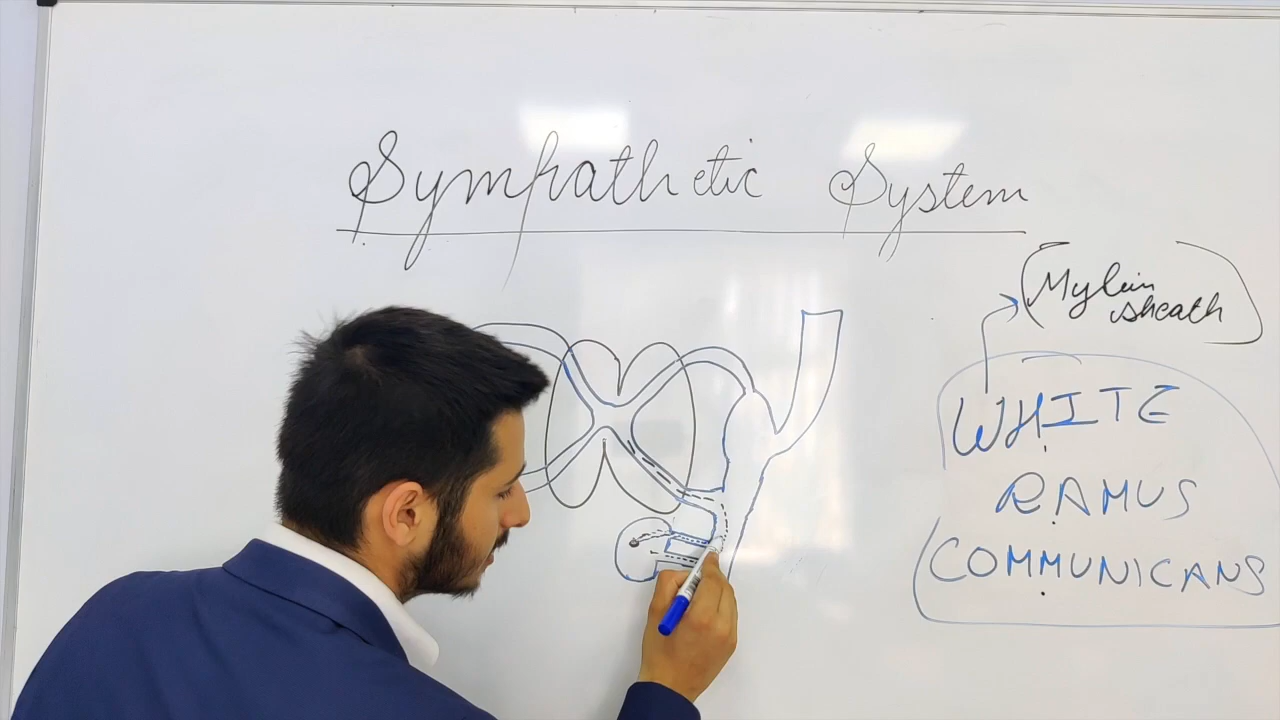 Sympathetic System
Mylein
sheath
WHITE
RAMUS
COMMUNICANS